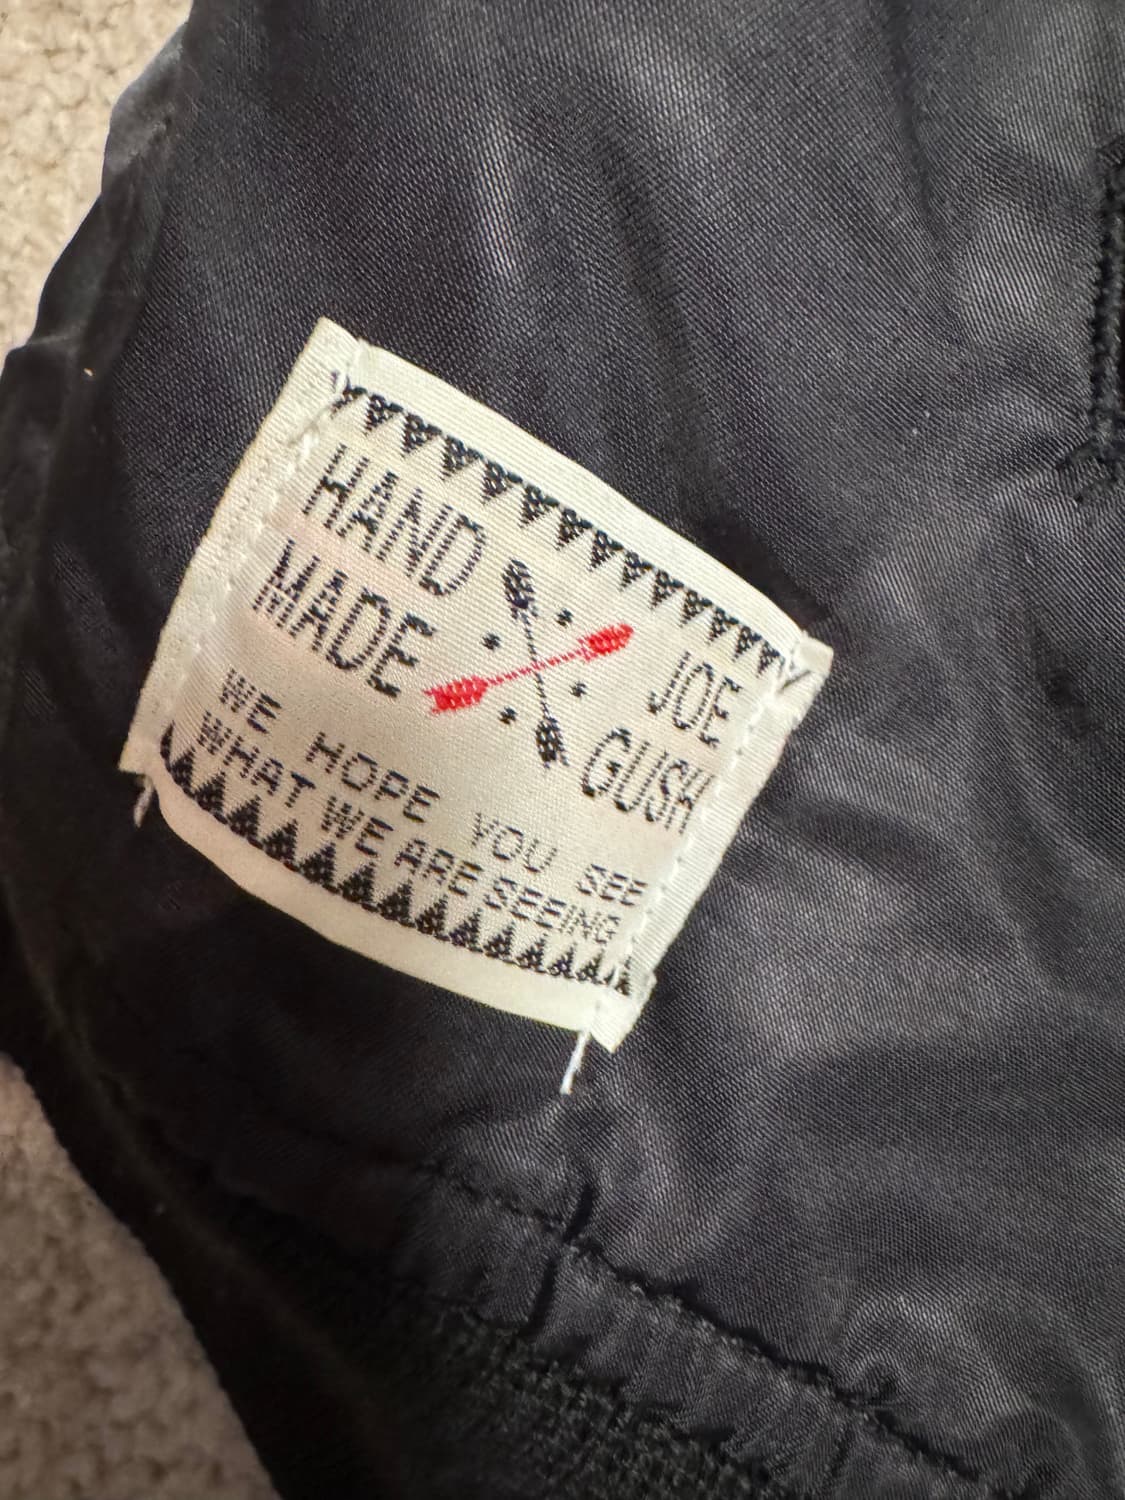 HAND
MADE
JOE
GUSH
WE HOPE YOU SEE
WHAT WE ARE SEEING